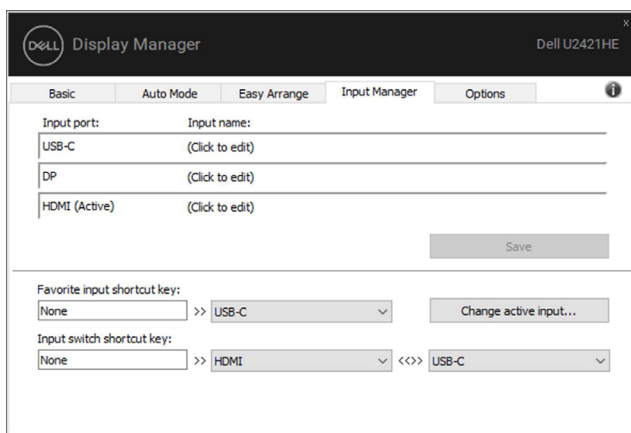 x
DELL Display Manager Dell U2421HE
Basic Auto Mode Easy Arrange Input Manager Options i
Input port: Input name:
USB-C (Click to edit)
DP (Click to edit)
HDMI (Active) (Click to edit)
Save
Favorite input shortcut key:
None >> USB-C Change active input...
Input switch shortcut key:
None >> HDMI <<>> USB-C